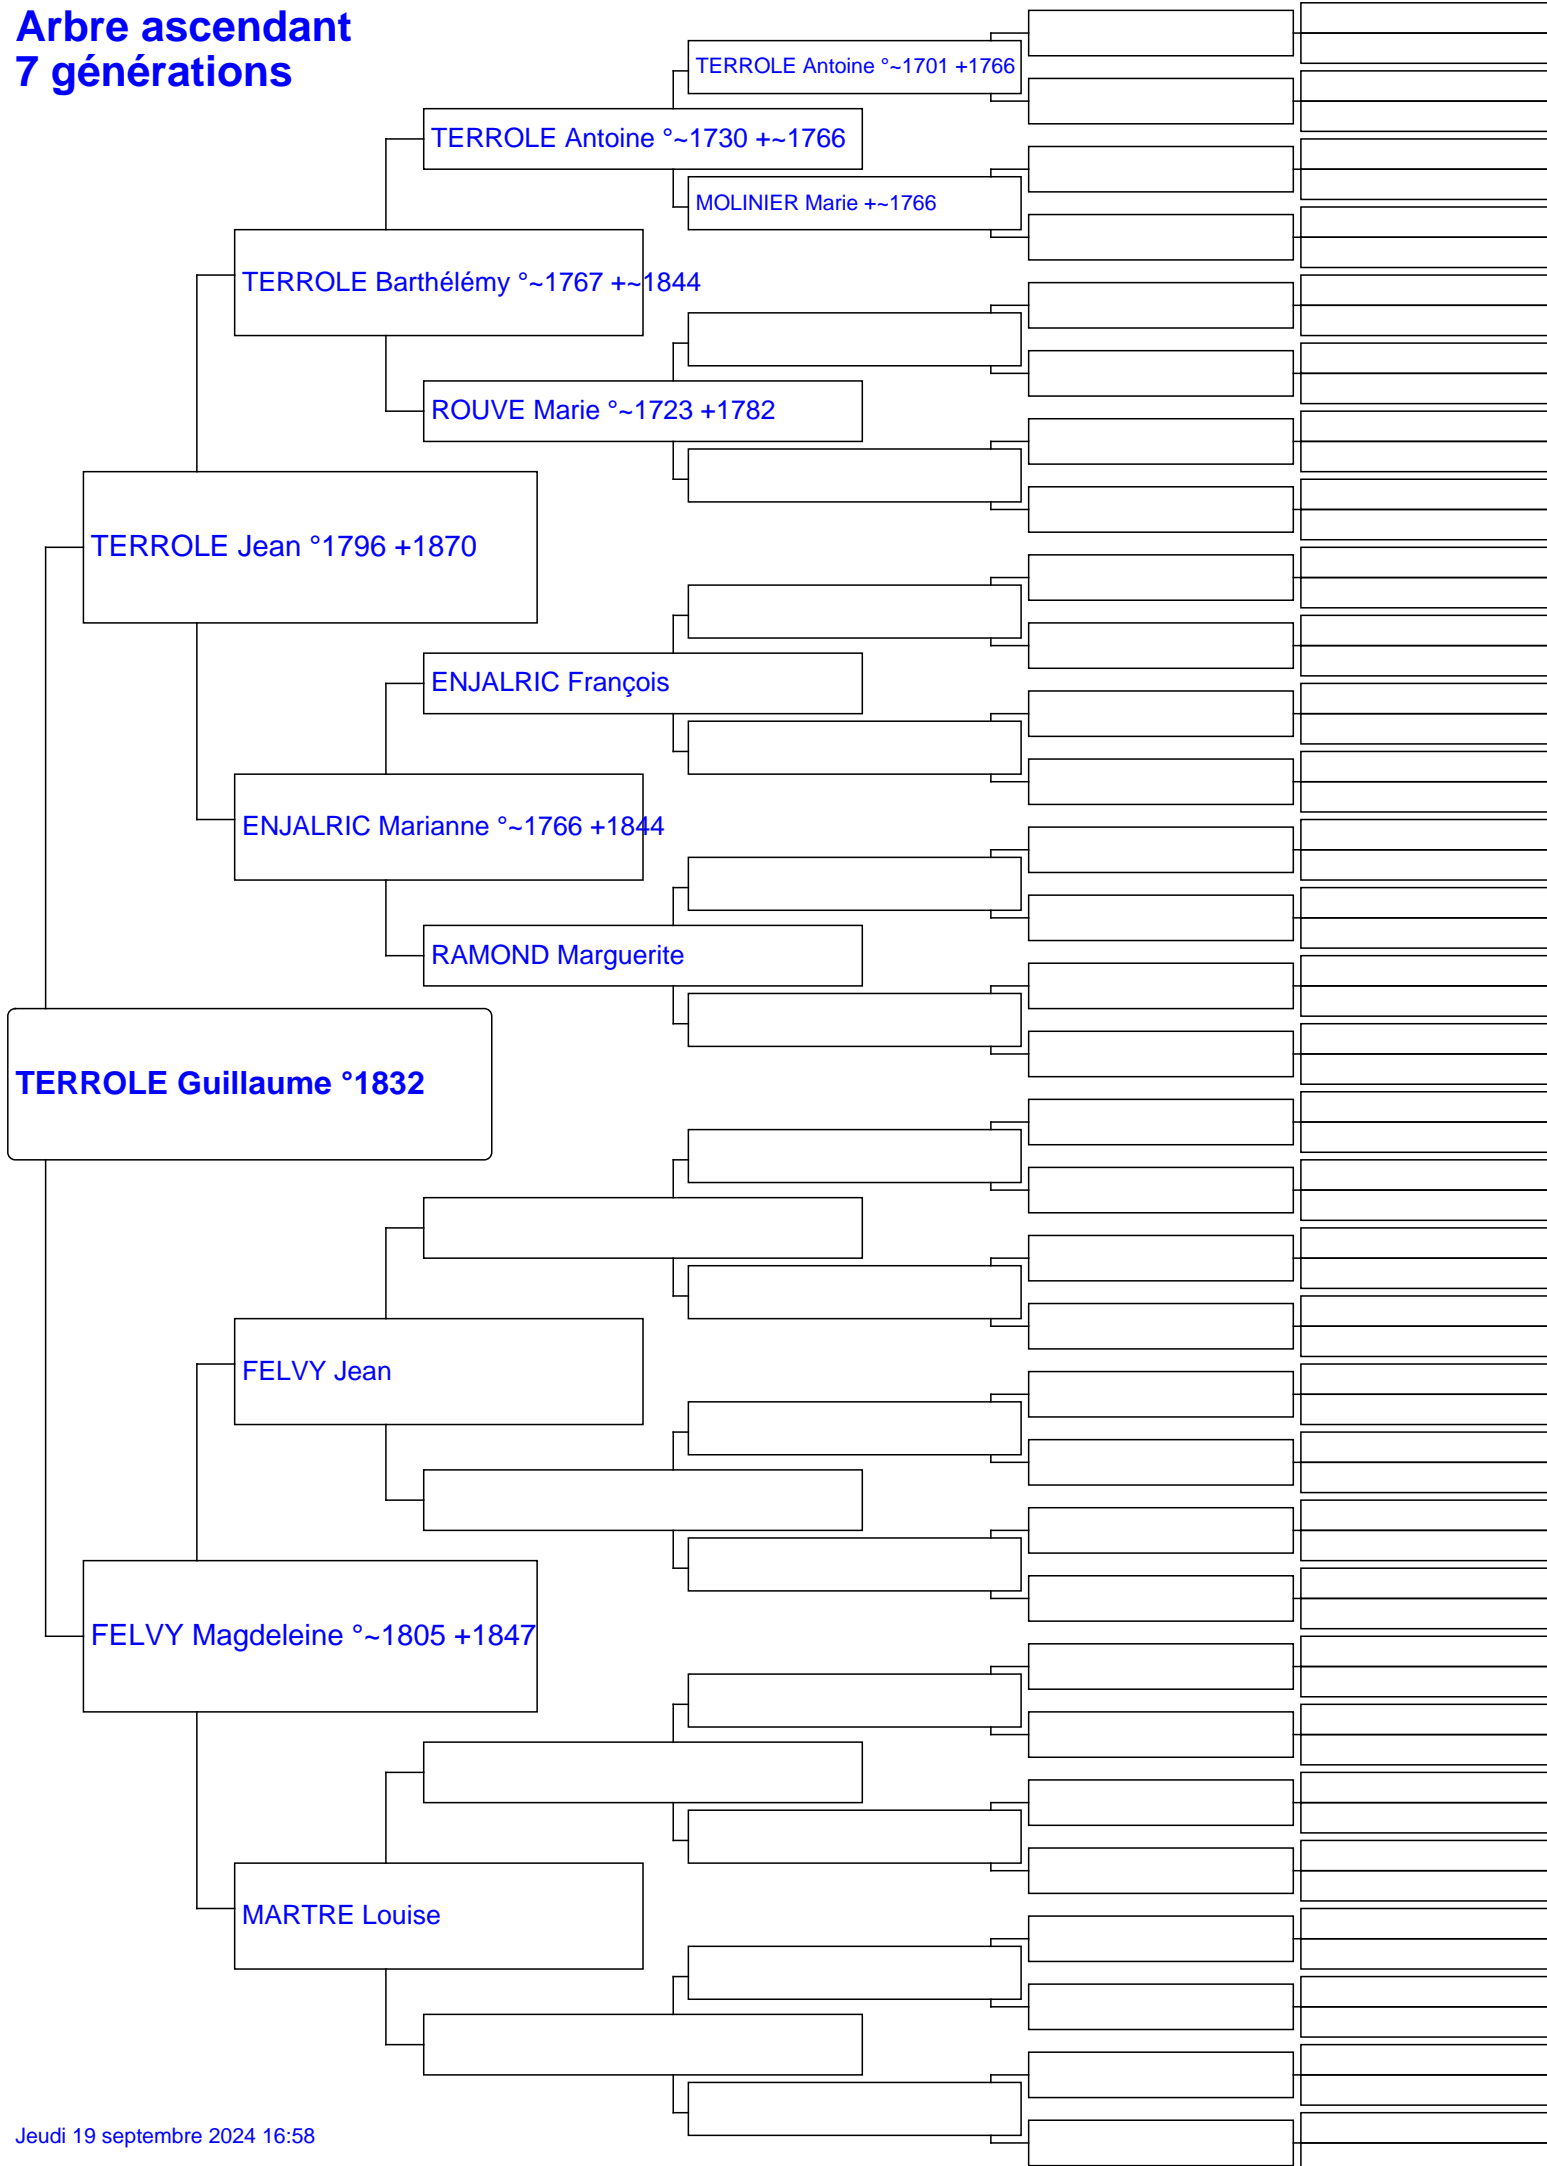 Arbre ascendant
7 générations
TERROLE Antoine °~1701 +1766
TERROLE Antoine °~1730 +~1766
MOLINIER Marie +~1766
TERROLE Barthélémy °~1767 +~1844
ROUVE Marie °~1723 +1782
TERROLE Jean °1796 +1870
ENJALRIC François
ENJALRIC Marianne °~1766 +1844
RAMOND Marguerite
TERROLE Guillaume °1832
FELVY Jean
FELVY Magdeleine °~1805 +1847
MARTRE Louise
Jeudi 19 septembre 2024 16:58